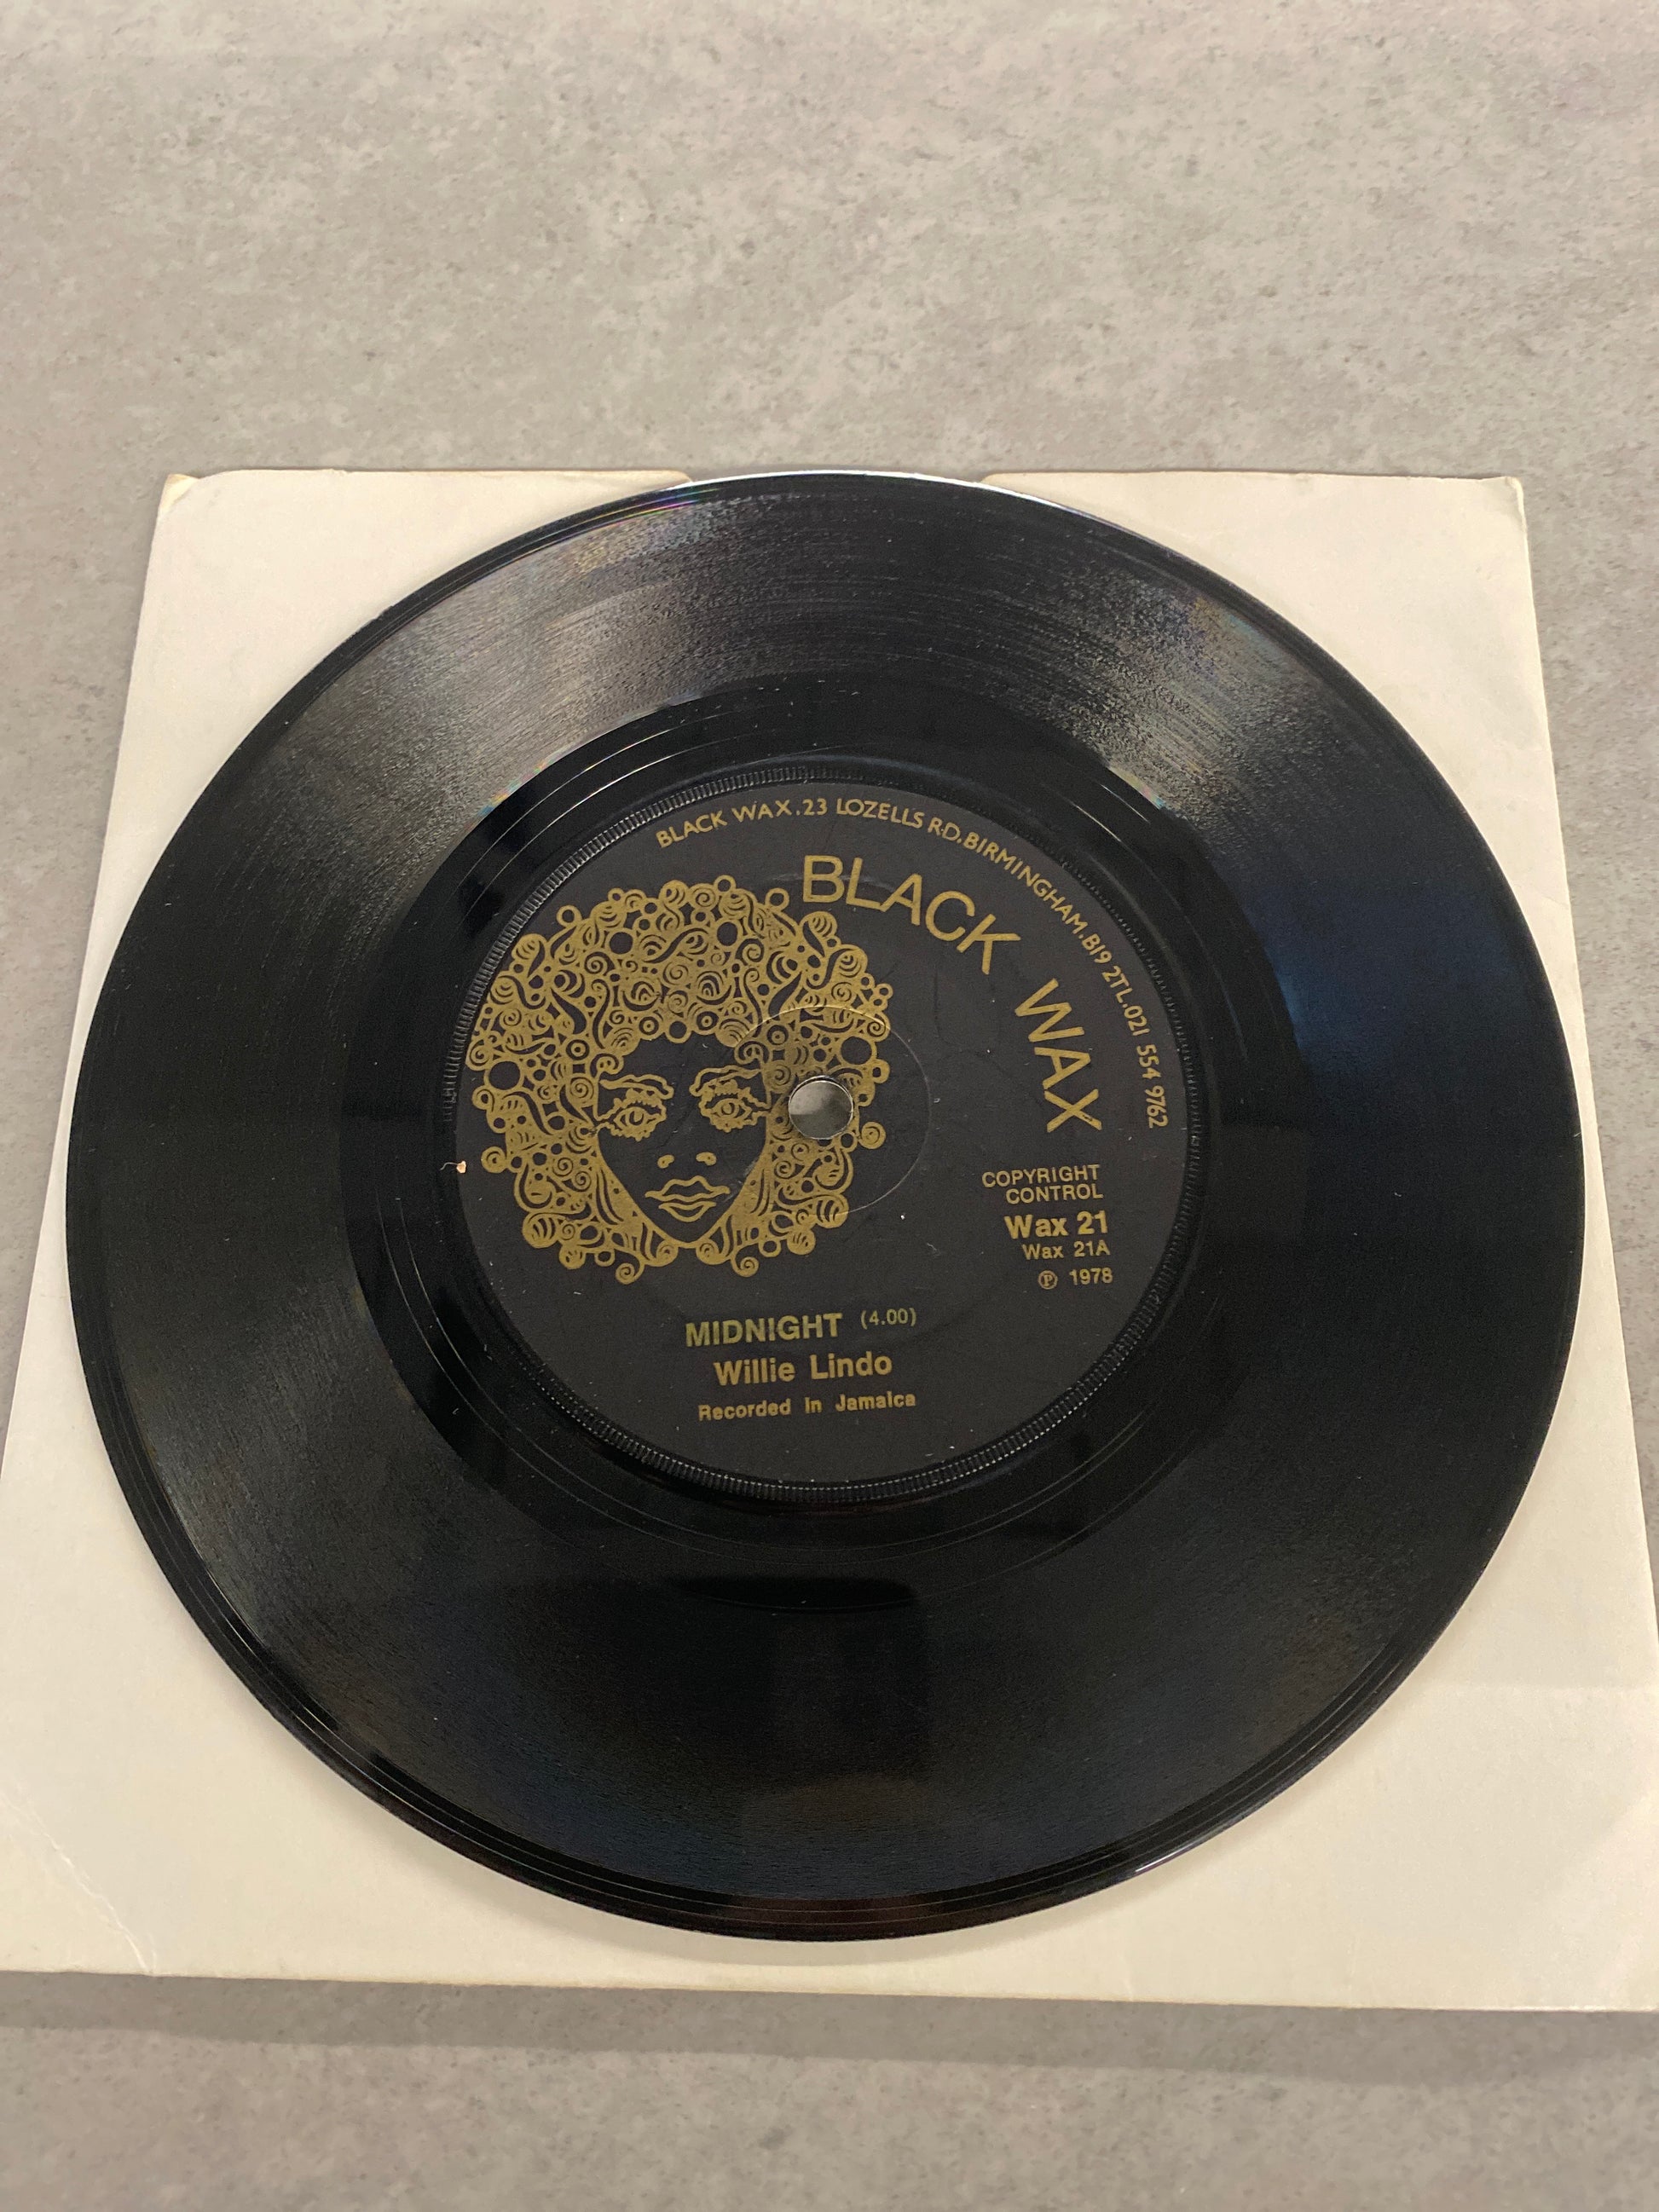 BLACK WAX.23 LOZELLS RD.BIRMINGHAM.B19 2TL.021 554 9762
BLACK WAX
COPYRIGHT
CONTROL
Wax 21
Wax 21A
℗ 1978
MIDNIGHT (4.00)
Willie Lindo
Recorded in Jamaica